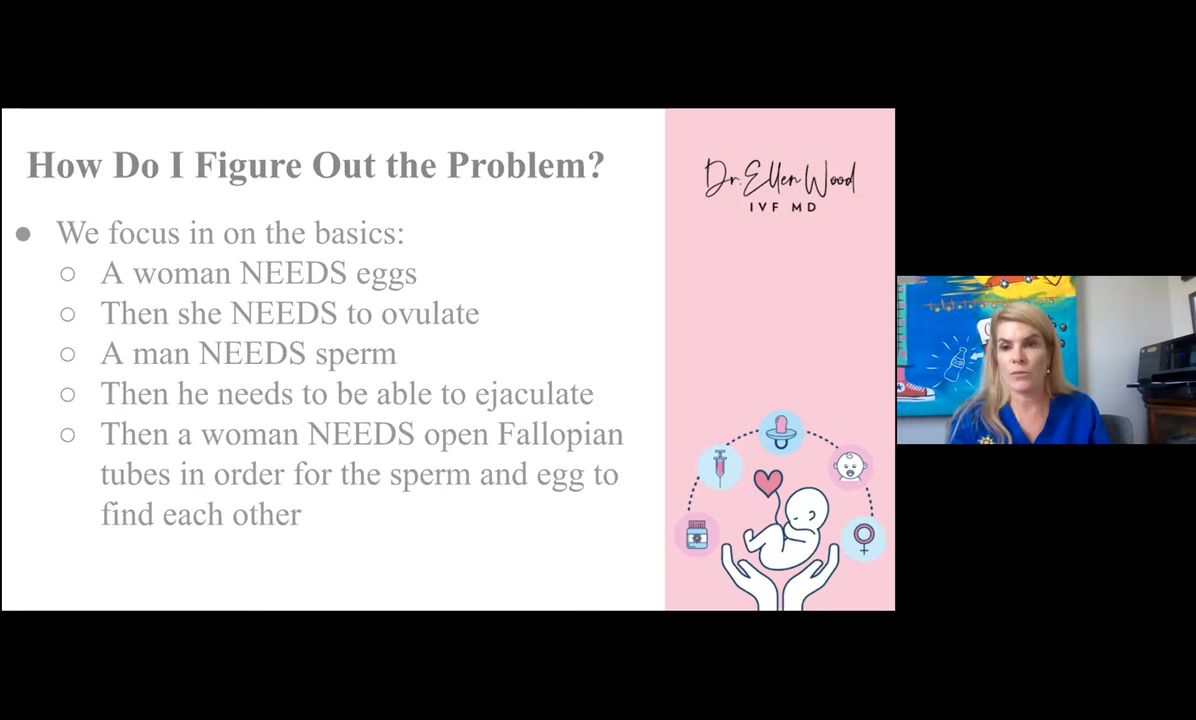 How Do I Figure Out the Problem?
● We focus in on the basics:
○ A woman NEEDS eggs
○ Then she NEEDS to ovulate
○ A man NEEDS sperm
○ Then he needs to be able to ejaculate
○ Then a woman NEEDS open Fallopian
tubes in order for the sperm and egg to
find each other
Dr. Ellen Wood
IVF MD